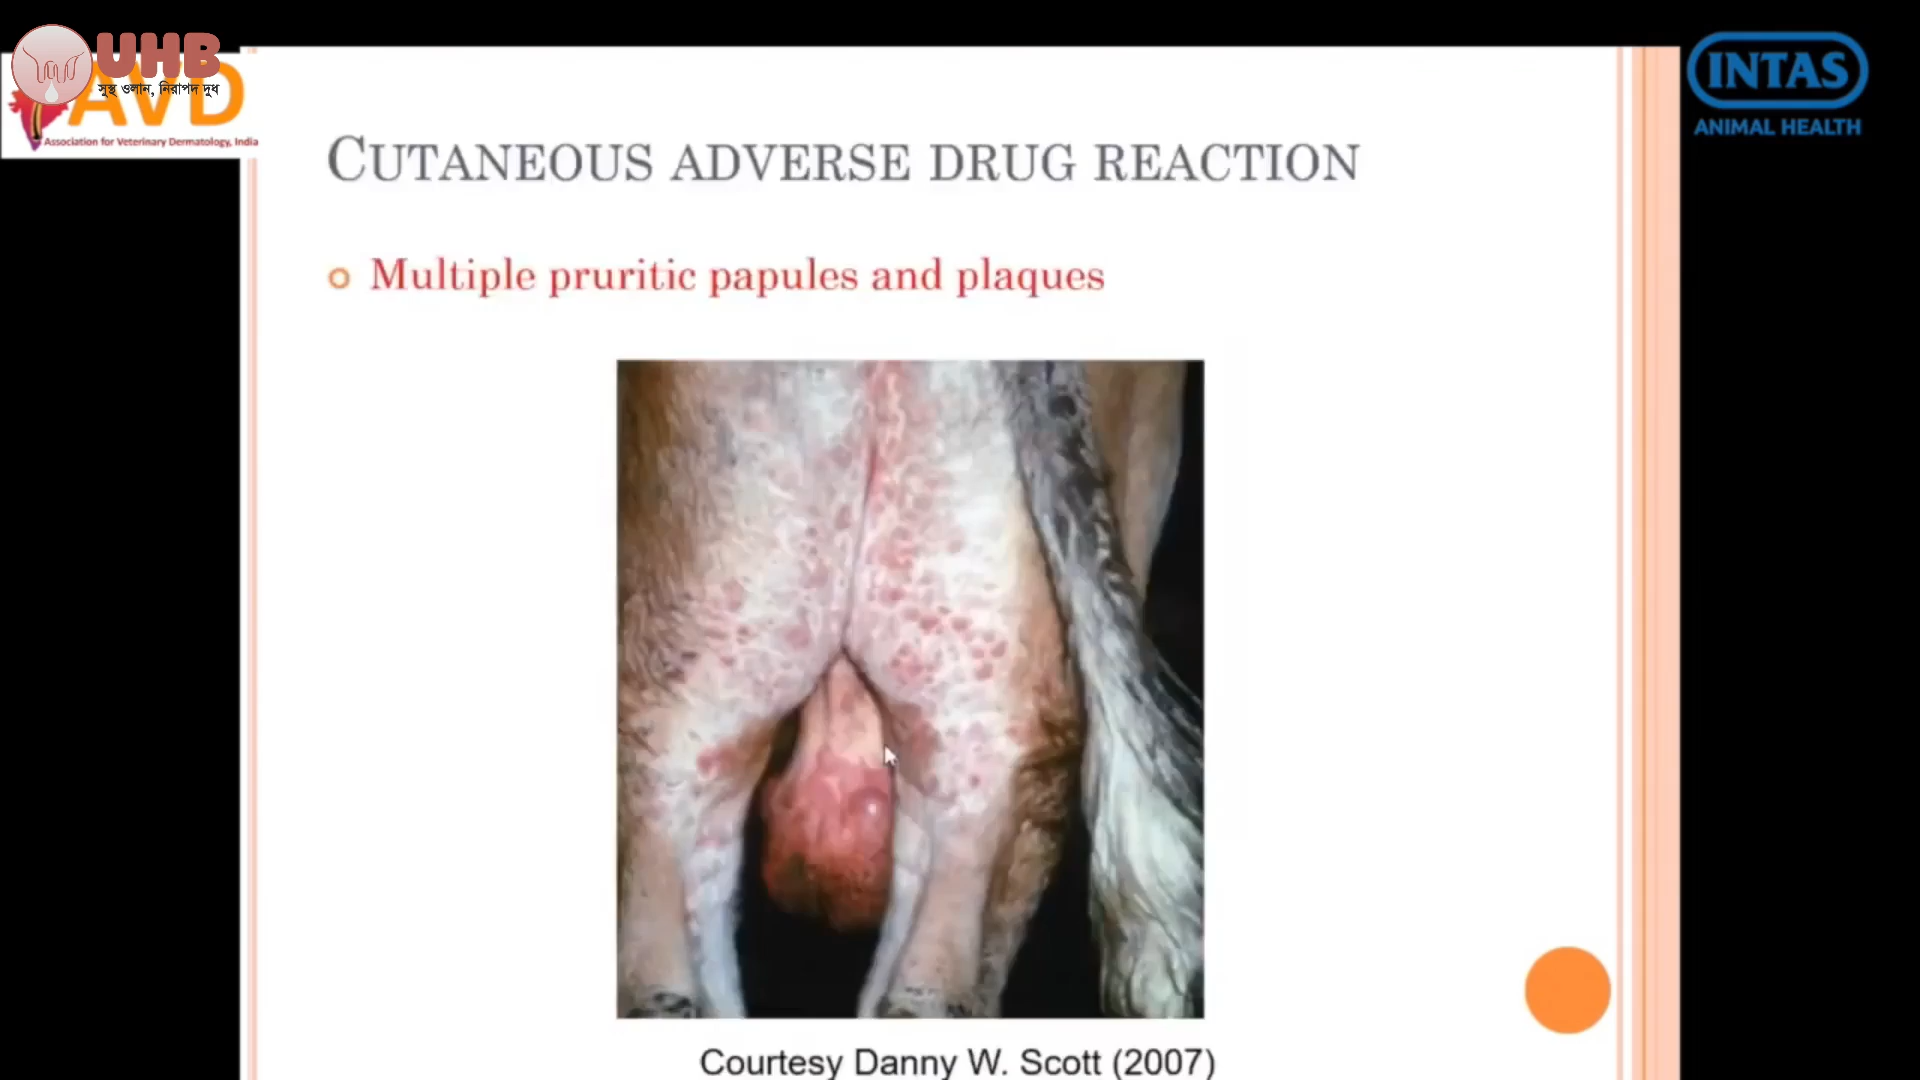 UHB
সুস্থ ওলান, নিরাপদ দুধ
AVD
Association for Veterinary Dermatology, India
INTAS
ANIMAL HEALTH
CUTANEOUS ADVERSE DRUG REACTION
Multiple pruritic papules and plaques
Courtesy Danny W. Scott (2007)